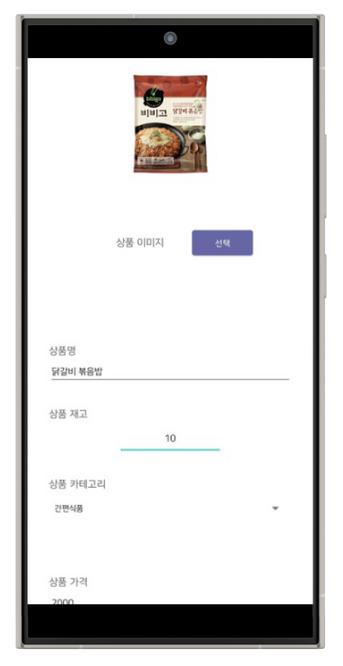 bibigo
비비고
닭갈비 볶음밥
상품 이미지
선택
상품명
닭갈비 볶음밥
상품 재고
10
상품 카테고리
간편식품
상품 가격
2000